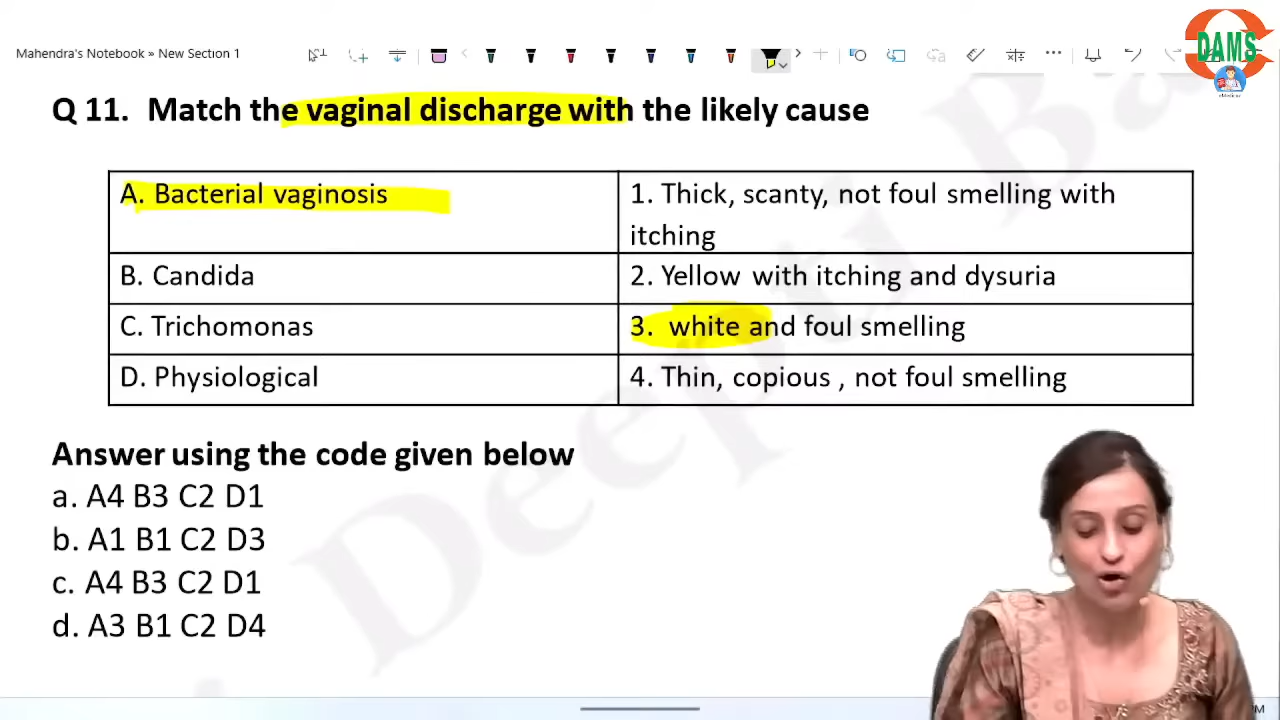 Mahendra's Notebook » New Section 1
DAMS
Q 11. Match the vaginal discharge with the likely cause
A. Bacterial vaginosis
1. Thick, scanty, not foul smelling with
itching
B. Candida
2. Yellow with itching and dysuria
C. Trichomonas
3. white and foul smelling
D. Physiological
4. Thin, copious , not foul smelling
Answer using the code given below
a. A4 B3 C2 D1
b. A1 B1 C2 D3
c. A4 B3 C2 D1
d. A3 B1 C2 D4
Deeptu Ba